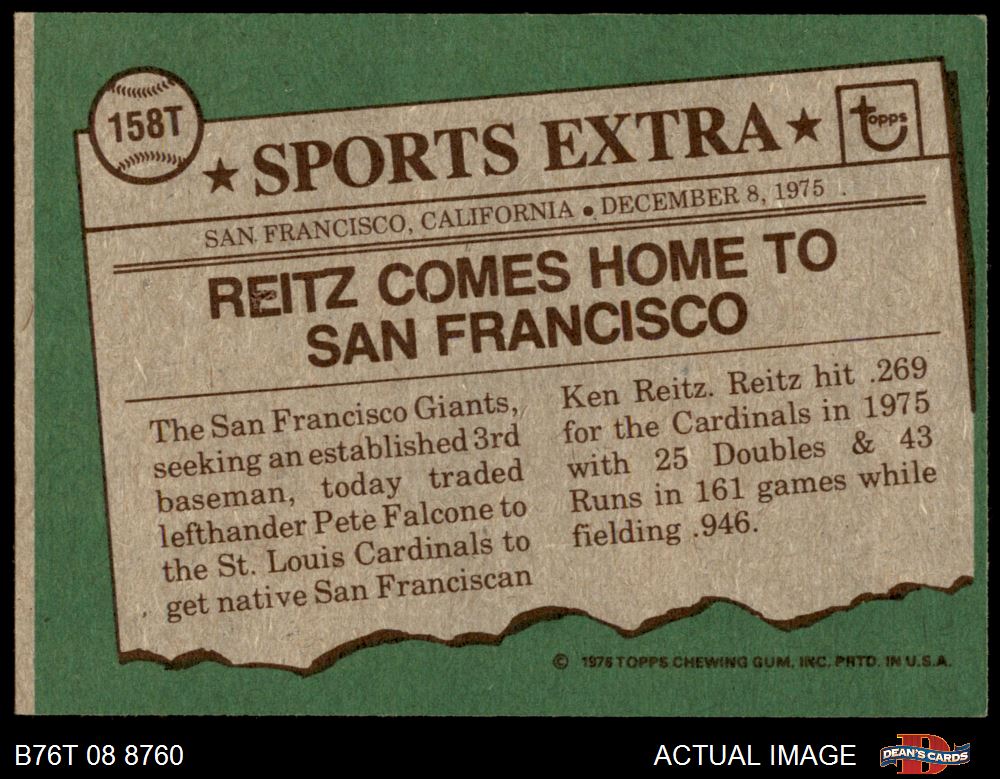 158T
★ SPORTS EXTRA ★
topps
SAN FRANCISCO, CALIFORNIA • DECEMBER 8, 1975
REITZ COMES HOME TO
SAN FRANCISCO
The San Francisco Giants,
seeking an established 3rd
baseman, today traded
lefthander Pete Falcone to
the St. Louis Cardinals to
get native San Franciscan
Ken Reitz. Reitz hit .269
for the Cardinals in 1975
with 25 Doubles & 43
Runs in 161 games while
fielding .946.
© 1976 TOPPS CHEWING GUM, INC. PRTD. IN U.S.A.
B76T 08 8760
ACTUAL IMAGE
D
DEAN'S CARDS